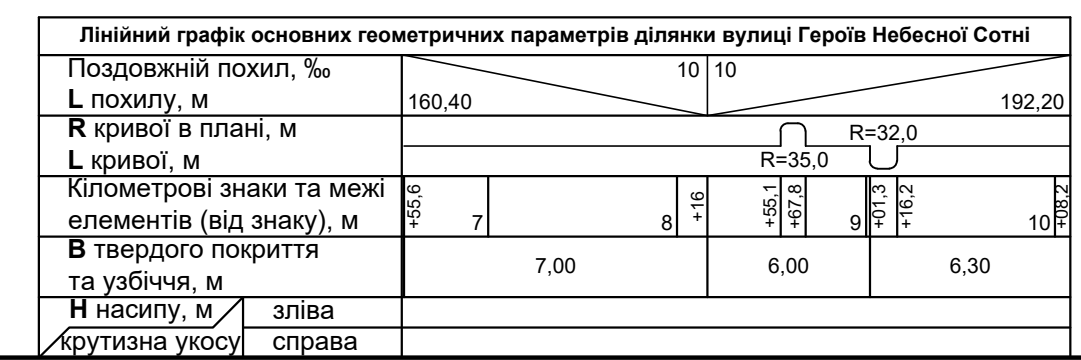 Лінійний графік основних геометричних параметрів ділянки вулиці Героїв Небесної Сотні
Поздовжній похил, ‰ 10 10
L похилу, м 160,40 192,20
R кривої в плані, м R=32,0
L кривої, м R=35,0
Кілометрові знаки та межі
елементів (від знаку), м +55,6 7 8 +16 +55,1 +67,8 9 +01,3 +16,2 10 +08,2
В твердого покриття
та узбіччя, м 7,00 6,00 6,30
Н насипу, м зліва
крутизна укосу справа